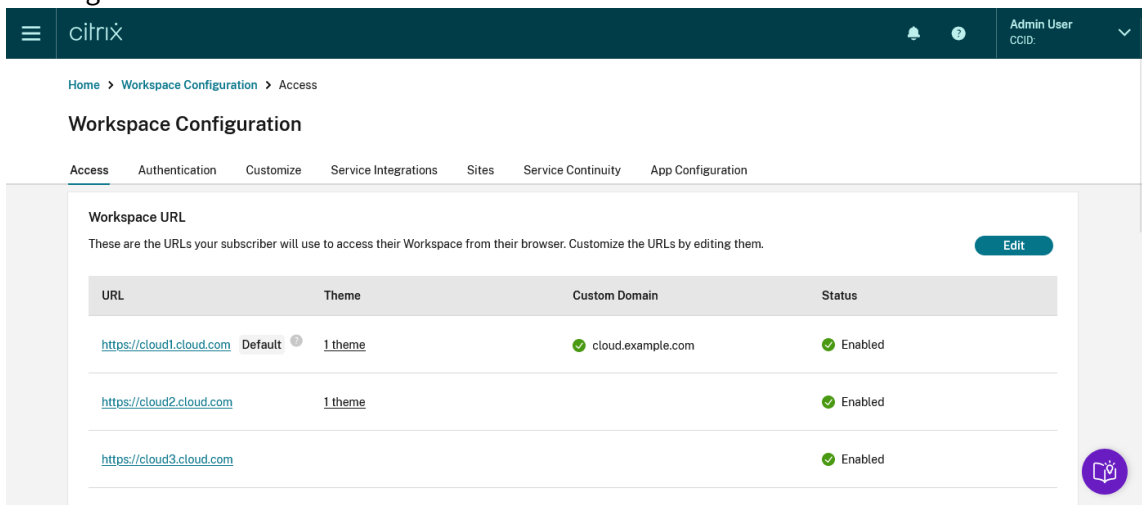 citrix
Admin User
CCID:
Home > Workspace Configuration > Access
Workspace Configuration
Access Authentication Customize Service Integrations Sites Service Continuity App Configuration
Workspace URL
These are the URLs your subscriber will use to access their Workspace from their browser. Customize the URLs by editing them.
Edit
URL Theme Custom Domain Status
https://cloud1.cloud.com Default ? 1 theme cloud.example.com Enabled
https://cloud2.cloud.com 1 theme Enabled
https://cloud3.cloud.com Enabled